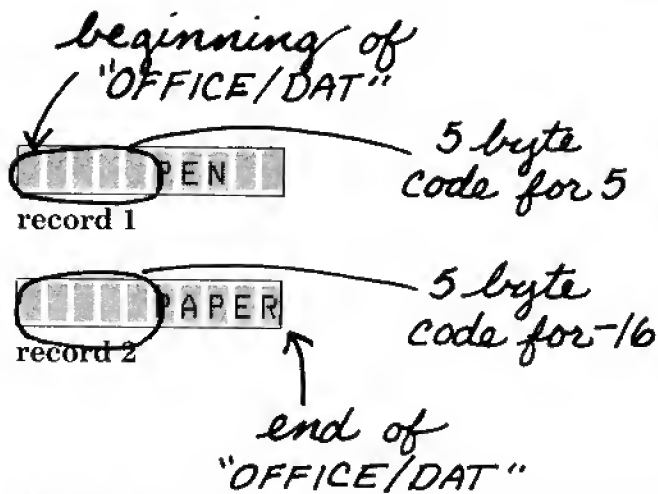 beginning of
"OFFICE/DAT"
PEN
5 byte
code for 5
record 1
PAPER
5 byte
code for -16
record 2
end of
"OFFICE/DAT"